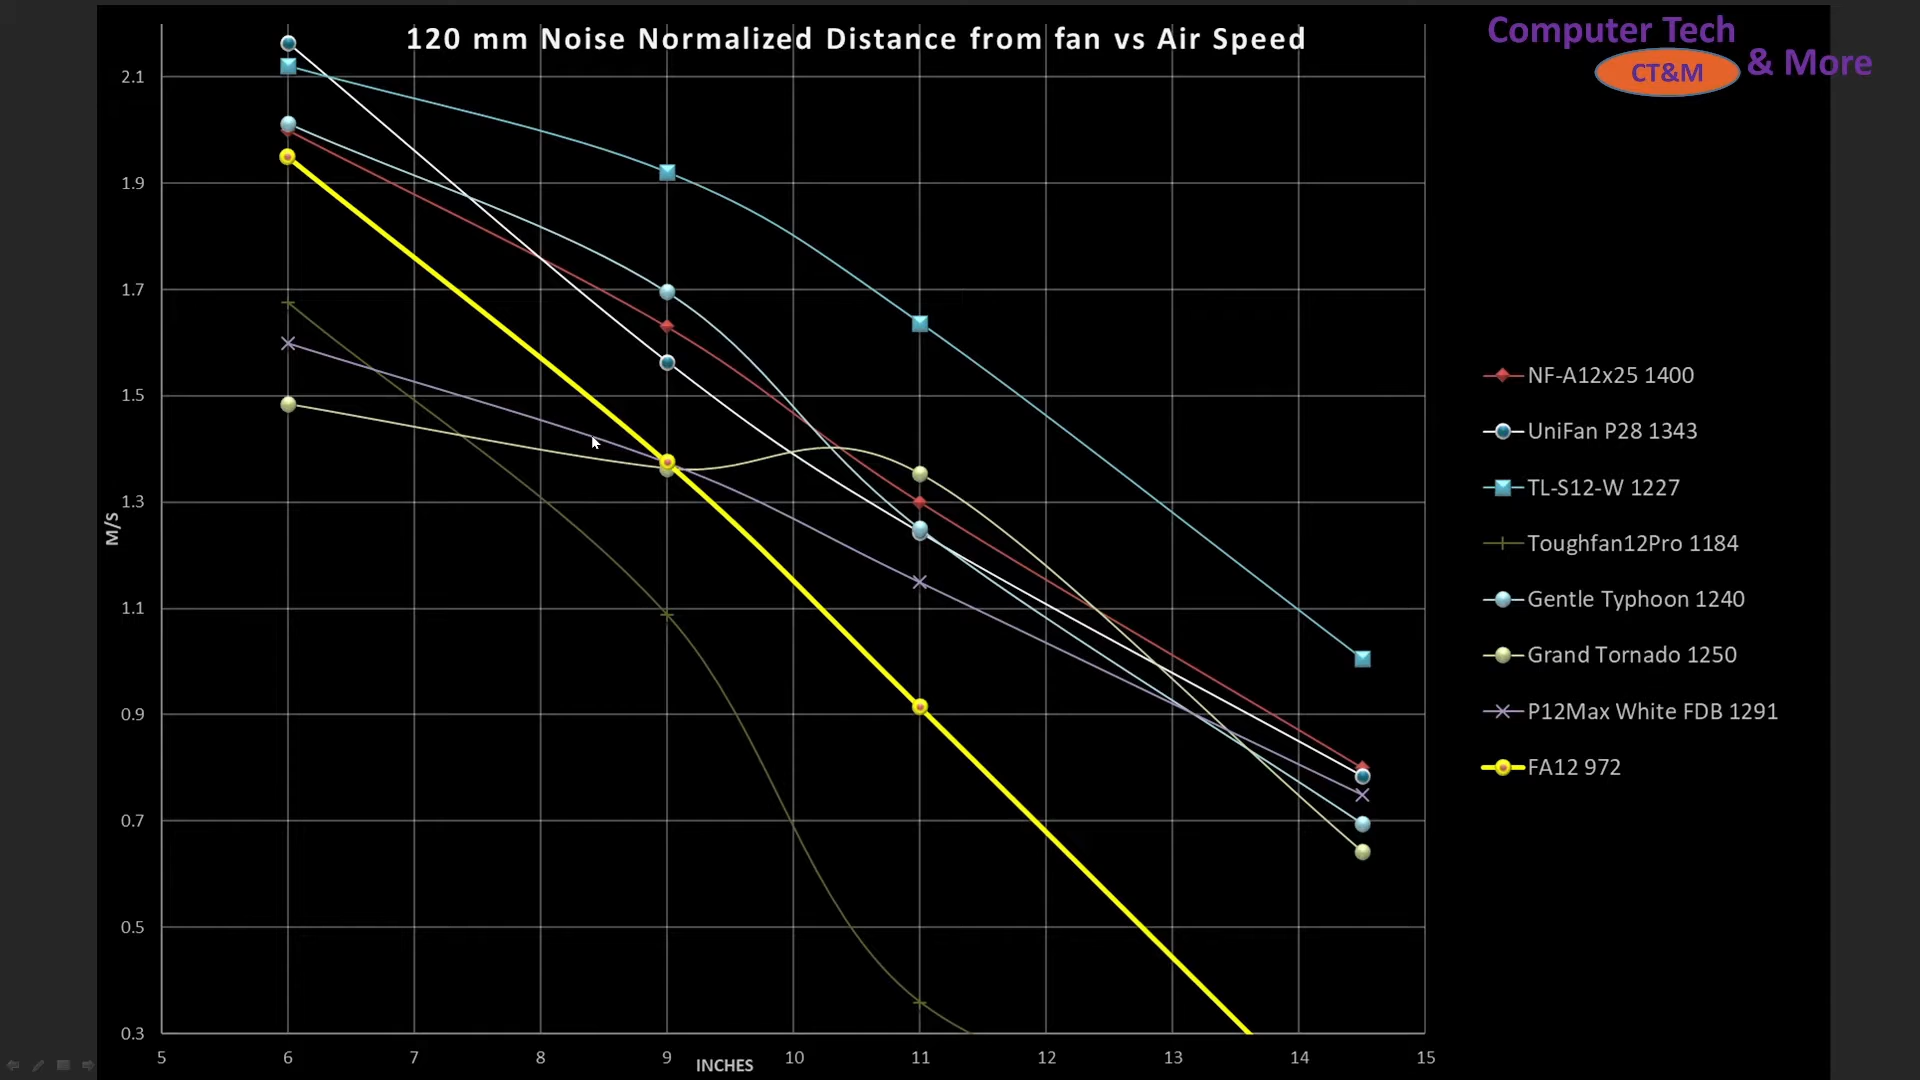 120 mm Noise Normalized Distance from fan vs Air Speed
Computer Tech
CT&M
& More
2.1
1.9
1.7
1.5
1.3
1.1
0.9
0.7
0.5
0.3
M/S
5 6 7 8 9 10 11 12 13 14 15
INCHES
NF-A12x25 1400
UniFan P28 1343
TL-S12-W 1227
Toughfan12Pro 1184
Gentle Typhoon 1240
Grand Tornado 1250
P12Max White FDB 1291
FA12 972